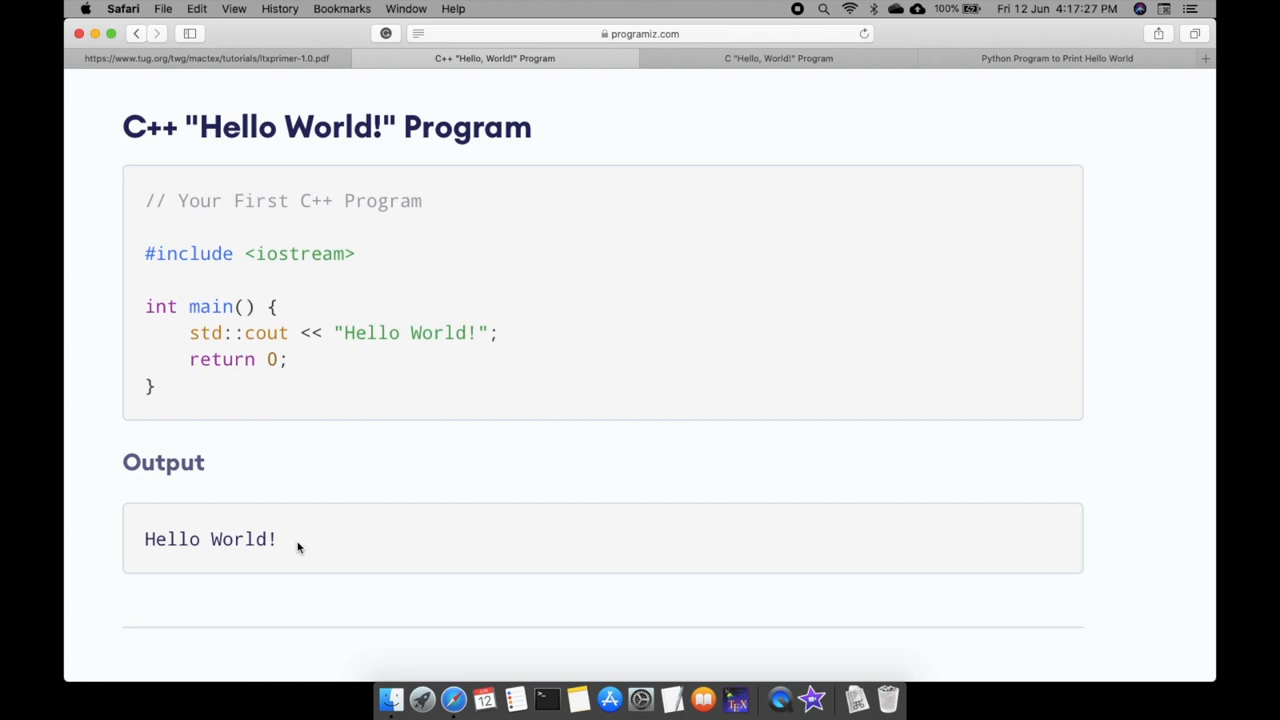 Safari File Edit View History Bookmarks Window Help 100% Fri 12 Jun 4:17:27 PM
programiz.com
https://www.tug.org/twg/mactex/tutorials/ltxprimer-1.0.pdf C++ "Hello, World!" Program C "Hello, World!" Program Python Program to Print Hello World
C++ "Hello World!" Program
// Your First C++ Program
#include <iostream>
int main() {
    std::cout << "Hello World!";
    return 0;
}
Output
Hello World!
JUN
12
TEX